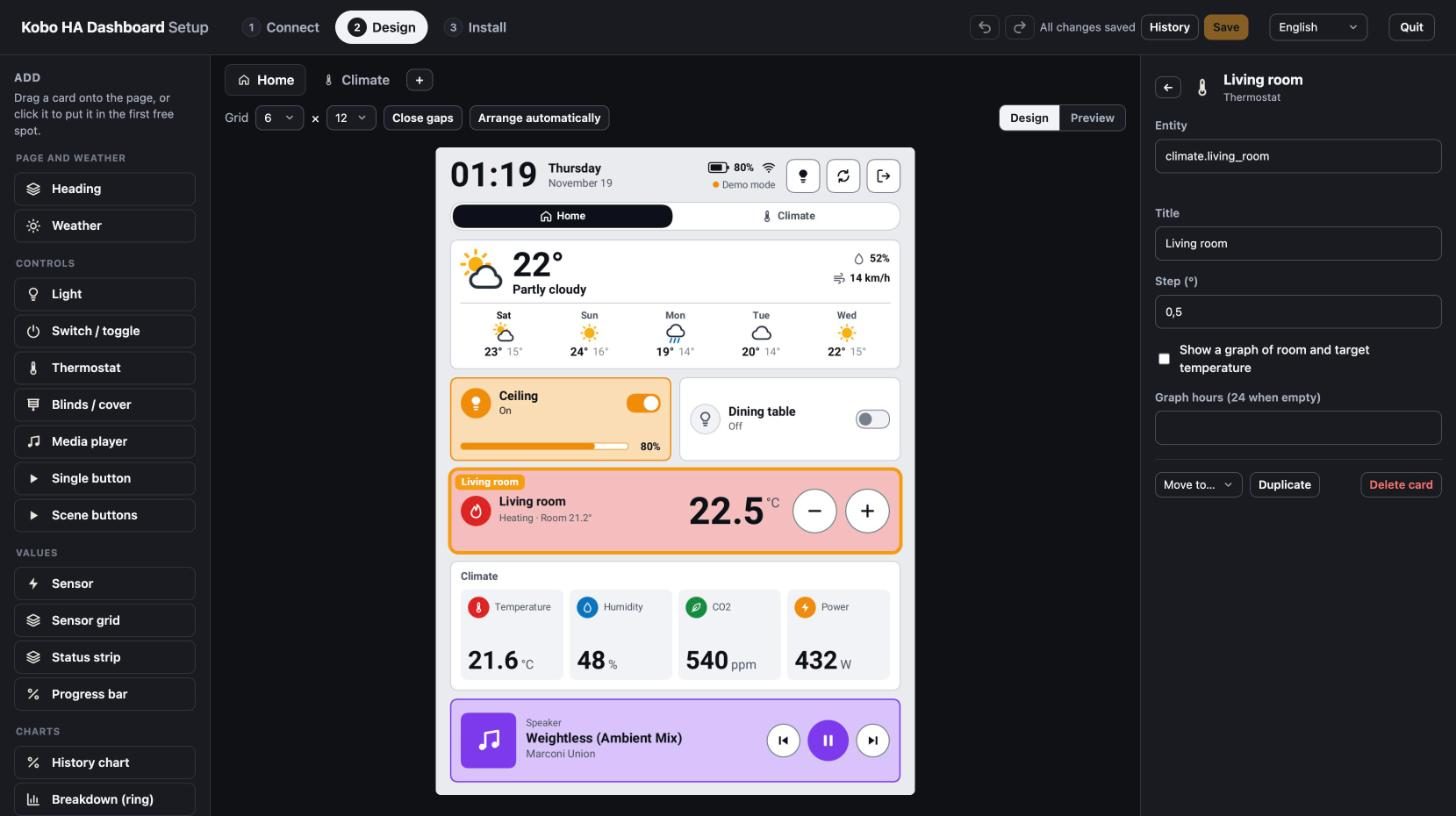 Kobo HA Dashboard Setup
1 Connect
2 Design
3 Install
All changes saved
History
Save
English
Quit
ADD
Drag a card onto the page, or
click it to put it in the first free
spot.
PAGE AND WEATHER
Heading
Weather
CONTROLS
Light
Switch / toggle
Thermostat
Blinds / cover
Media player
Single button
Scene buttons
VALUES
Sensor
Sensor grid
Status strip
Progress bar
CHARTS
History chart
Breakdown (ring)
Home
Climate
+
Grid 6 x 12 Close gaps Arrange automatically
Design Preview
01:19
Thursday
November 19
80%
Demo mode
Home
Climate
22°
Partly cloudy
52%
14 km/h
Sat Sun Mon Tue Wed
23° 15° 24° 16° 19° 14° 20° 14° 22° 15°
Ceiling
On
80%
Dining table
Off
Living room
Living room
Heating · Room 21.2°
22.5 °C
Climate
Temperature Humidity CO2 Power
21.6 °C 48 % 540 ppm 432 W
Speaker
Weightless (Ambient Mix)
Marconi Union
Living room
Thermostat
Entity
climate.living_room
Title
Living room
Step (º)
0,5
Show a graph of room and target
temperature
Graph hours (24 when empty)
Move to...
Duplicate
Delete card